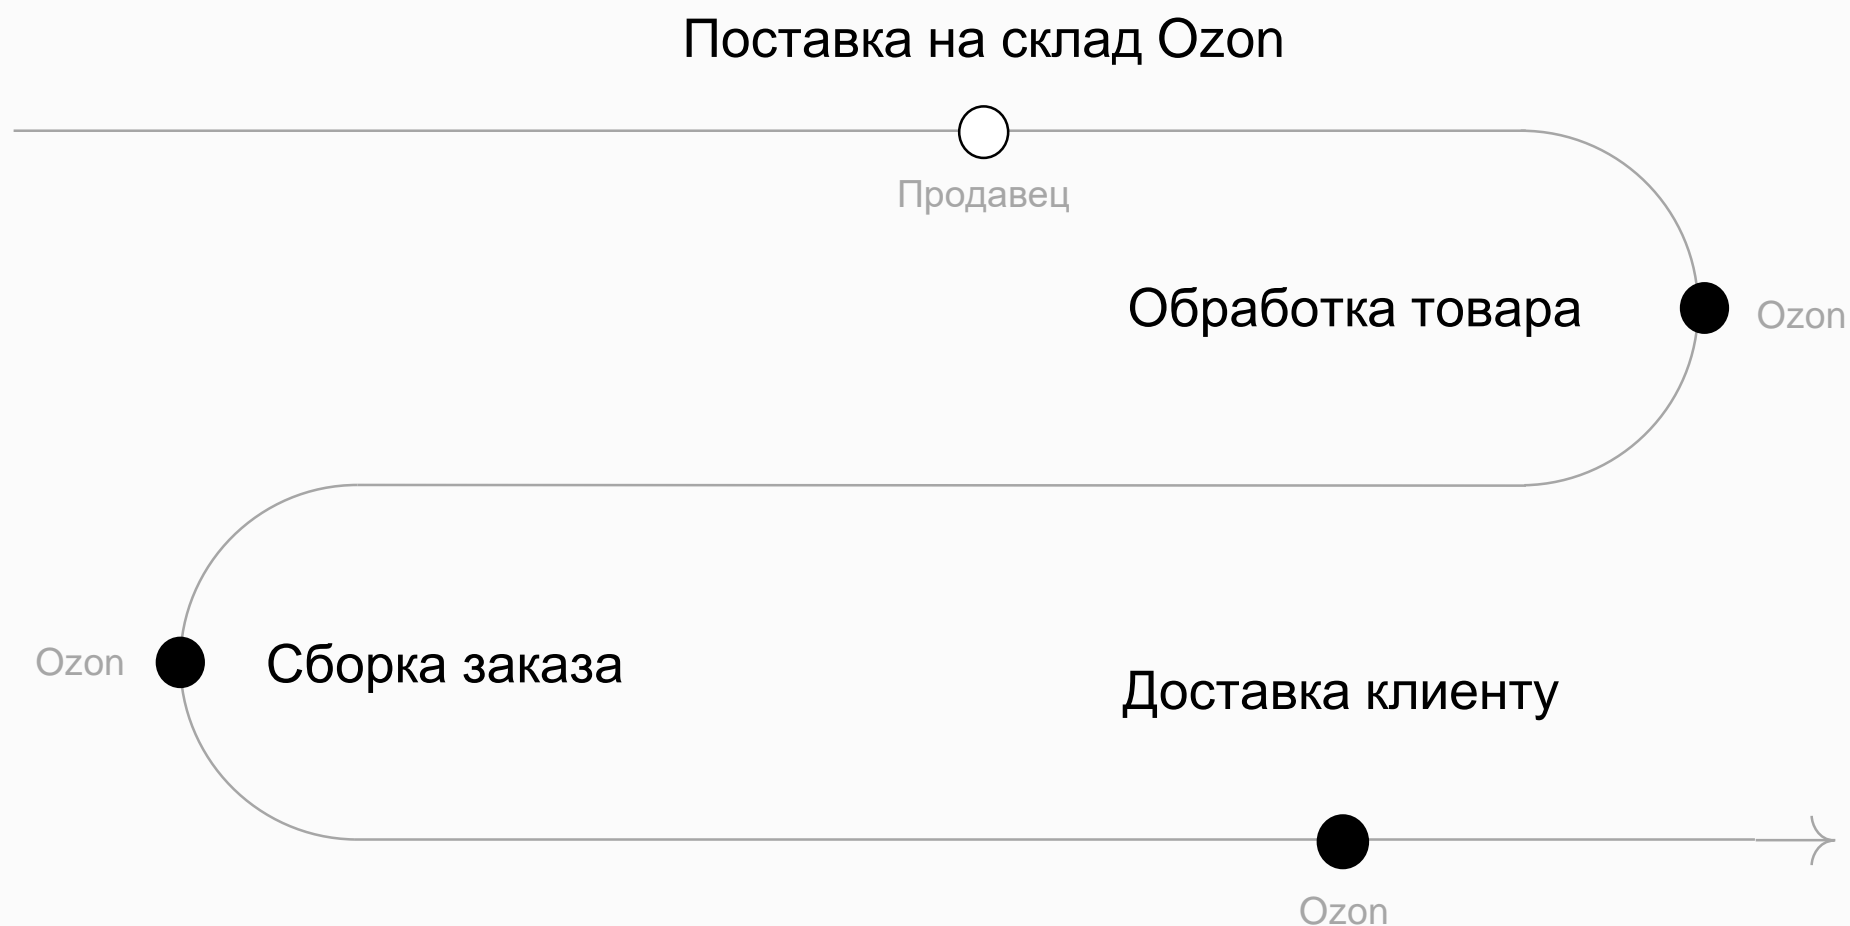 Поставка на склад Ozon
Продавец
Обработка товара
Ozon
Ozon
Сборка заказа
Доставка клиенту
Ozon